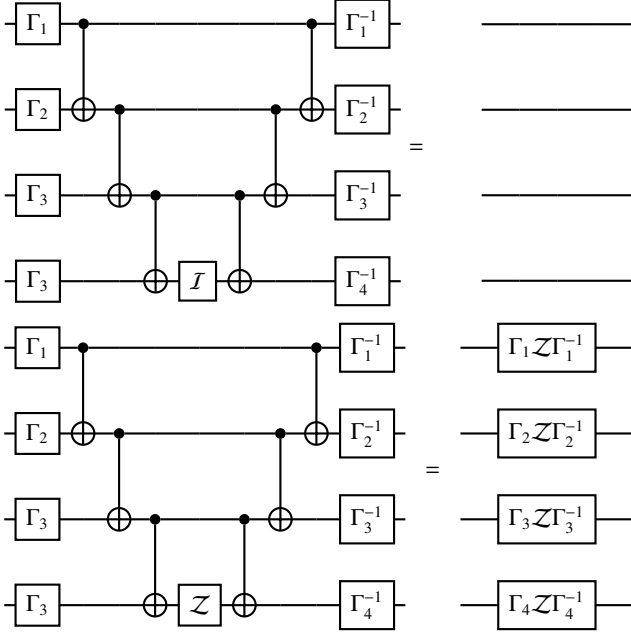 Γ₁ Γ₁⁻¹
Γ₂ Γ₂⁻¹
=
Γ₃ Γ₃⁻¹
Γ₃ ℐ Γ₄⁻¹
Γ₁ Γ₁⁻¹ Γ₁𝒵Γ₁⁻¹
Γ₂ Γ₂⁻¹ Γ₂𝒵Γ₂⁻¹
=
Γ₃ Γ₃⁻¹ Γ₃𝒵Γ₃⁻¹
Γ₃ 𝒵 Γ₄⁻¹ Γ₄𝒵Γ₄⁻¹